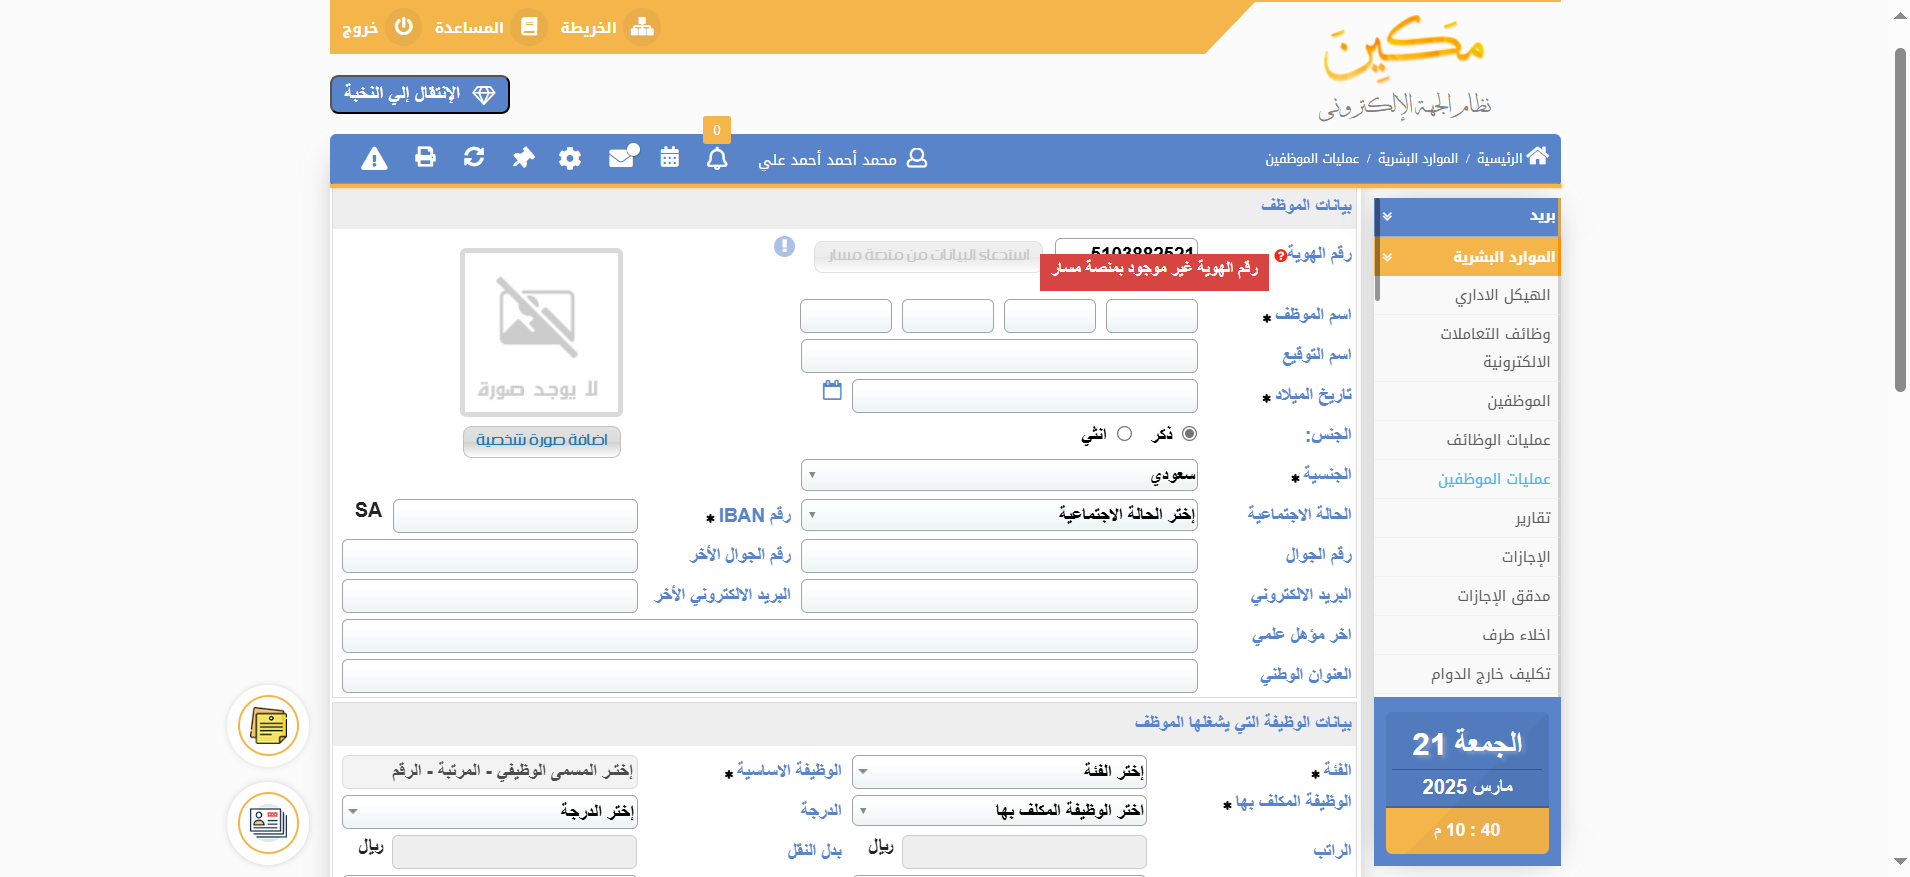 الخريطة
المساعدة
خروج
مكين
نظام الجهة الإلكتروني
الإنتقال إلي النخبة
الرئيسية / الموارد البشرية / عمليات الموظفين
محمد أحمد أحمد علي
0
بريد
الموارد البشرية
الهيكل الاداري
وظائف التعاملات
الالكترونية
الموظفين
عمليات الوظائف
عمليات الموظفين
تقارير
الإجازات
مدقق الإجازات
اخلاء طرف
تكليف خارج الدوام
الجمعة 21
مارس 2025
10 : 40 م
بيانات الموظف
رقم الهوية
5103882521
استدعاء البيانات من منصة مسار
رقم الهوية غير موجود بمنصة مسار
اسم الموظف *
اسم التوقيع
تاريخ الميلاد *
الجنس: ذكر انثي
الجنسية * سعودي
الحالة الاجتماعية إختر الحالة الاجتماعية
رقم IBAN * SA
رقم الجوال
رقم الجوال الأخر
البريد الالكتروني
البريد الالكتروني الأخر
اخر مؤهل علمي
العنوان الوطني
لا يوجد صورة
اضافة صورة شخصية
بيانات الوظيفة التي يشغلها الموظف
الفئة * إختر الفئة
الوظيفة الاساسية * إختر المسمى الوظيفي - المرتبة - الرقم
الوظيفة المكلف بها * اختر الوظيفة المكلف بها
الدرجة إختر الدرجة
الراتب ريال
بدل النقل ريال